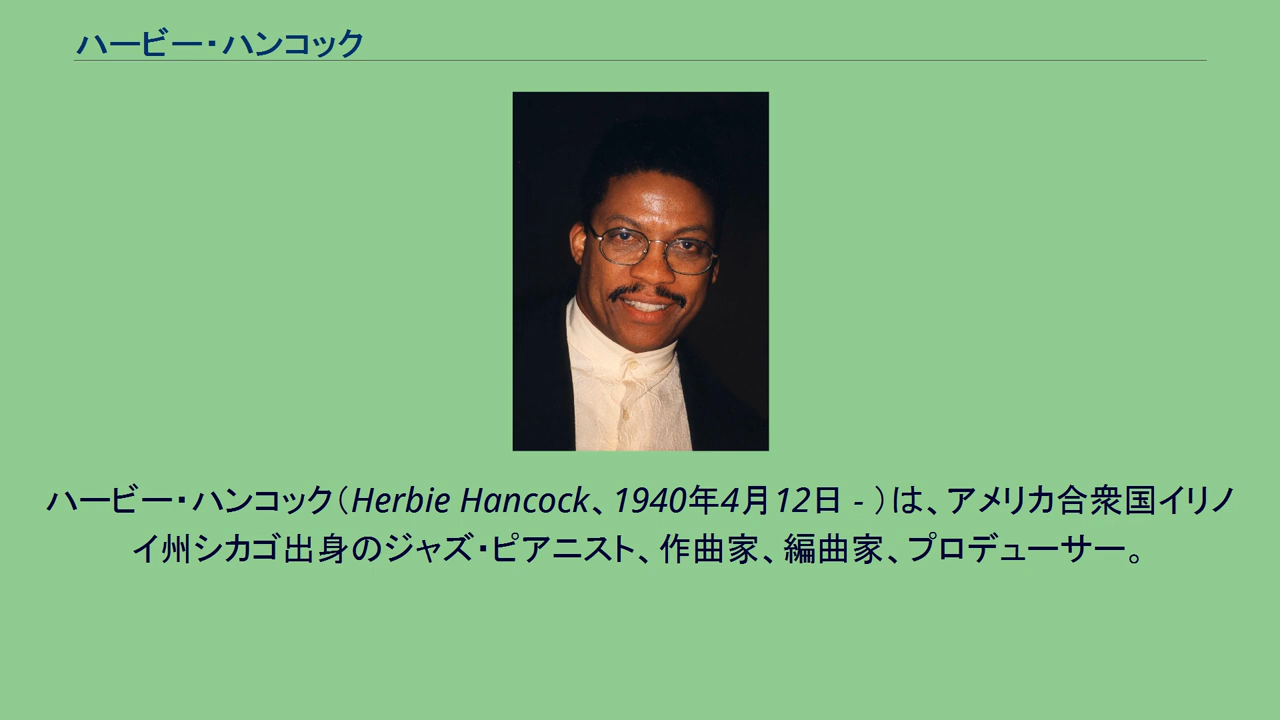 ハービー・ハンコック
ハービー・ハンコック（Herbie Hancock、1940年4月12日 - ）は、アメリカ合衆国イリノ
イ州シカゴ出身のジャズ・ピアニスト、作曲家、編曲家、プロデューサー。